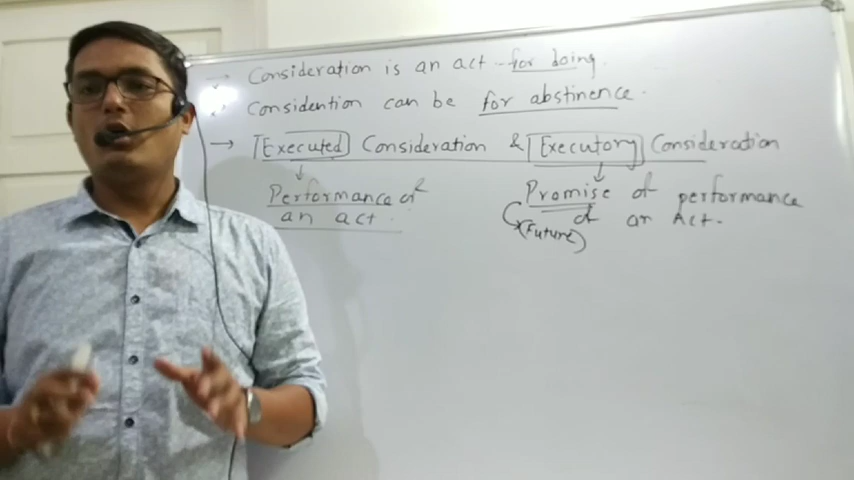 → Consideration is an act for doing.
→ Considention can be for abstinence.
→ Executed Consideration & Executory Consideration
Performance of
an act.
Promise of performance
of an Act.
(Future)